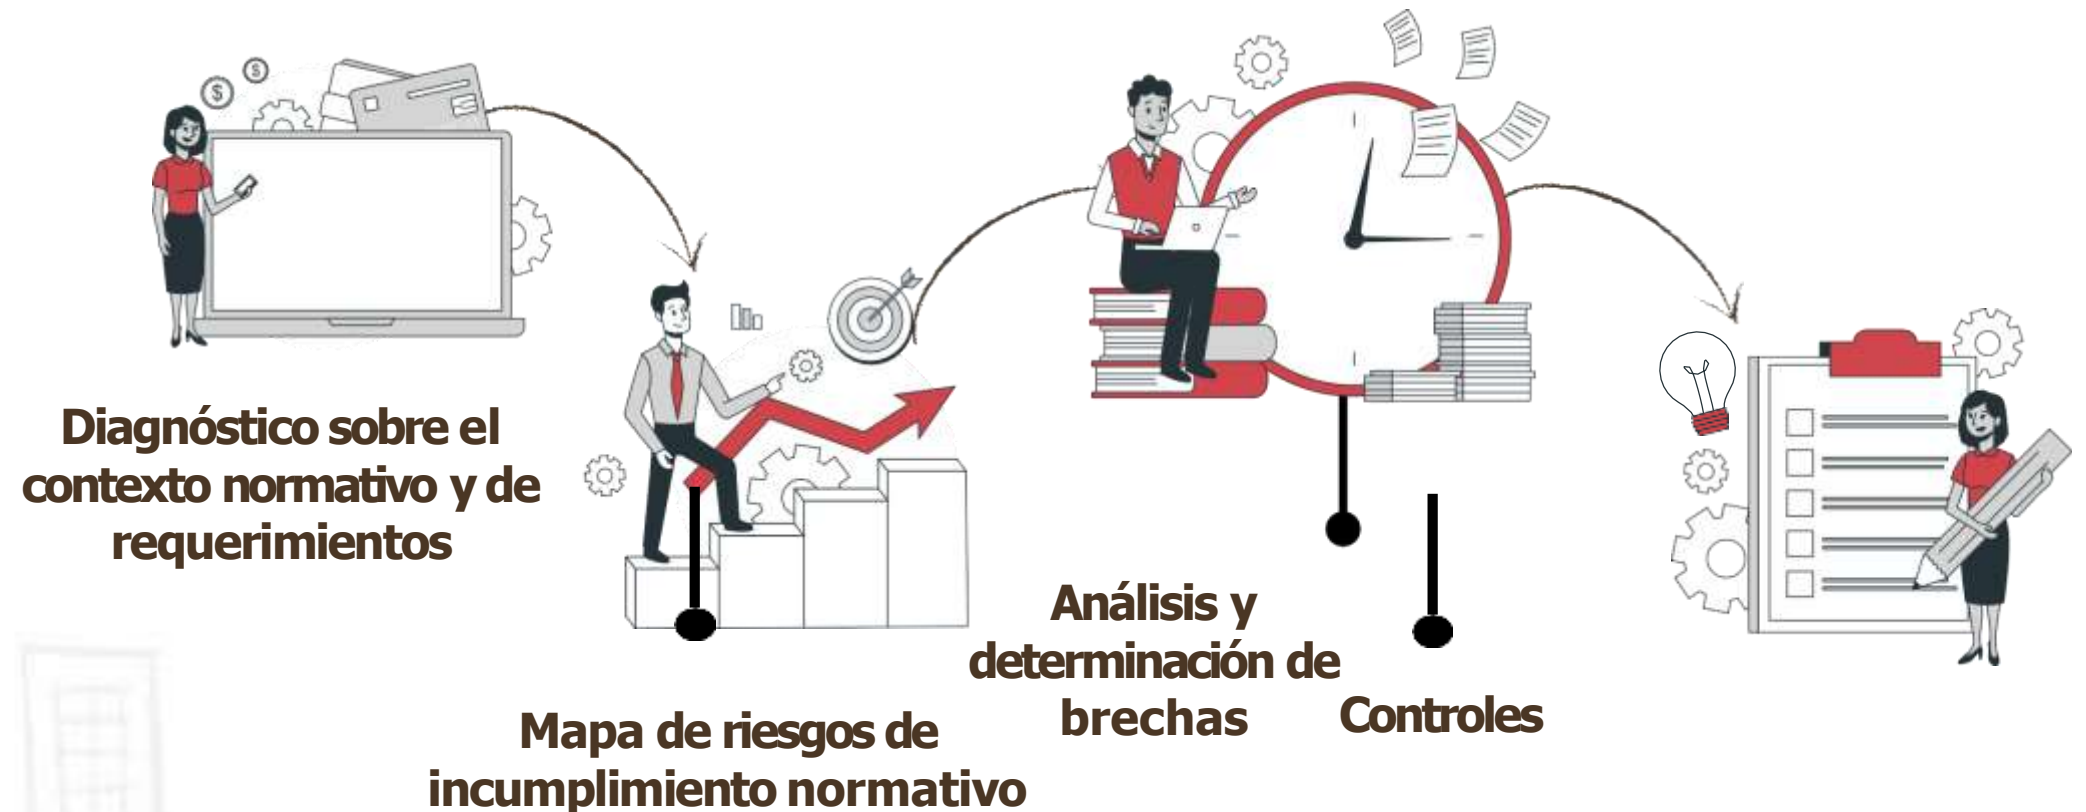 $
$
Diagnóstico sobre el
contexto normativo y de
requerimientos
Mapa de riesgos de
incumplimiento normativo
Análisis y
determinación de
brechas
Controles